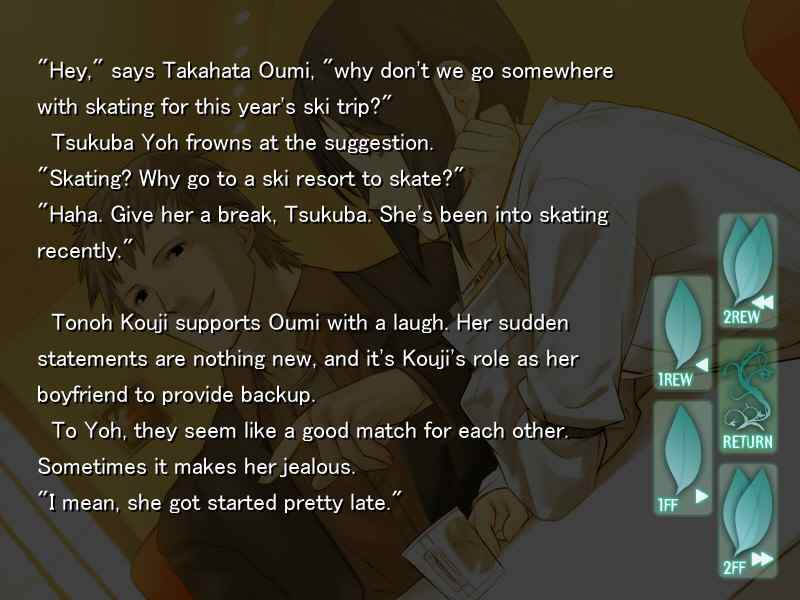 "Hey," says Takahata Oumi, "why don't we go somewhere
with skating for this year's ski trip?"
Tsukuba Yoh frowns at the suggestion.
"Skating? Why go to a ski resort to skate?"
"Haha. Give her a break, Tsukuba. She's been into skating
recently."
Tonoh Kouji supports Oumi with a laugh. Her sudden
statements are nothing new, and it's Kouji's role as her
boyfriend to provide backup.
To Yoh, they seem like a good match for each other.
Sometimes it makes her jealous.
"I mean, she got started pretty late."
2REW
1REW
RETURN
1FF
2FF